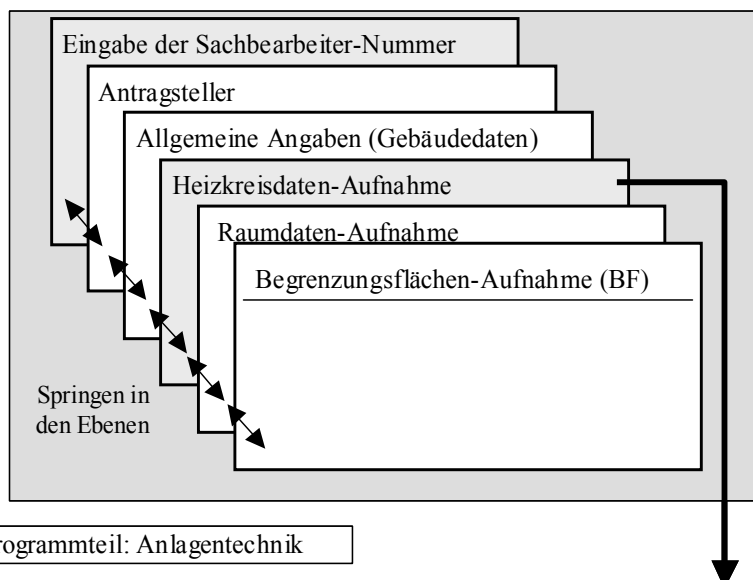 Eingabe der Sachbearbeiter-Nummer
Antragsteller
Allgemeine Angaben (Gebäudedaten)
Heizkreisdaten-Aufnahme
Raumdaten-Aufnahme
Begrenzungsflächen-Aufnahme (BF)
Springen in
den Ebenen
rogrammteil: Anlagentechnik